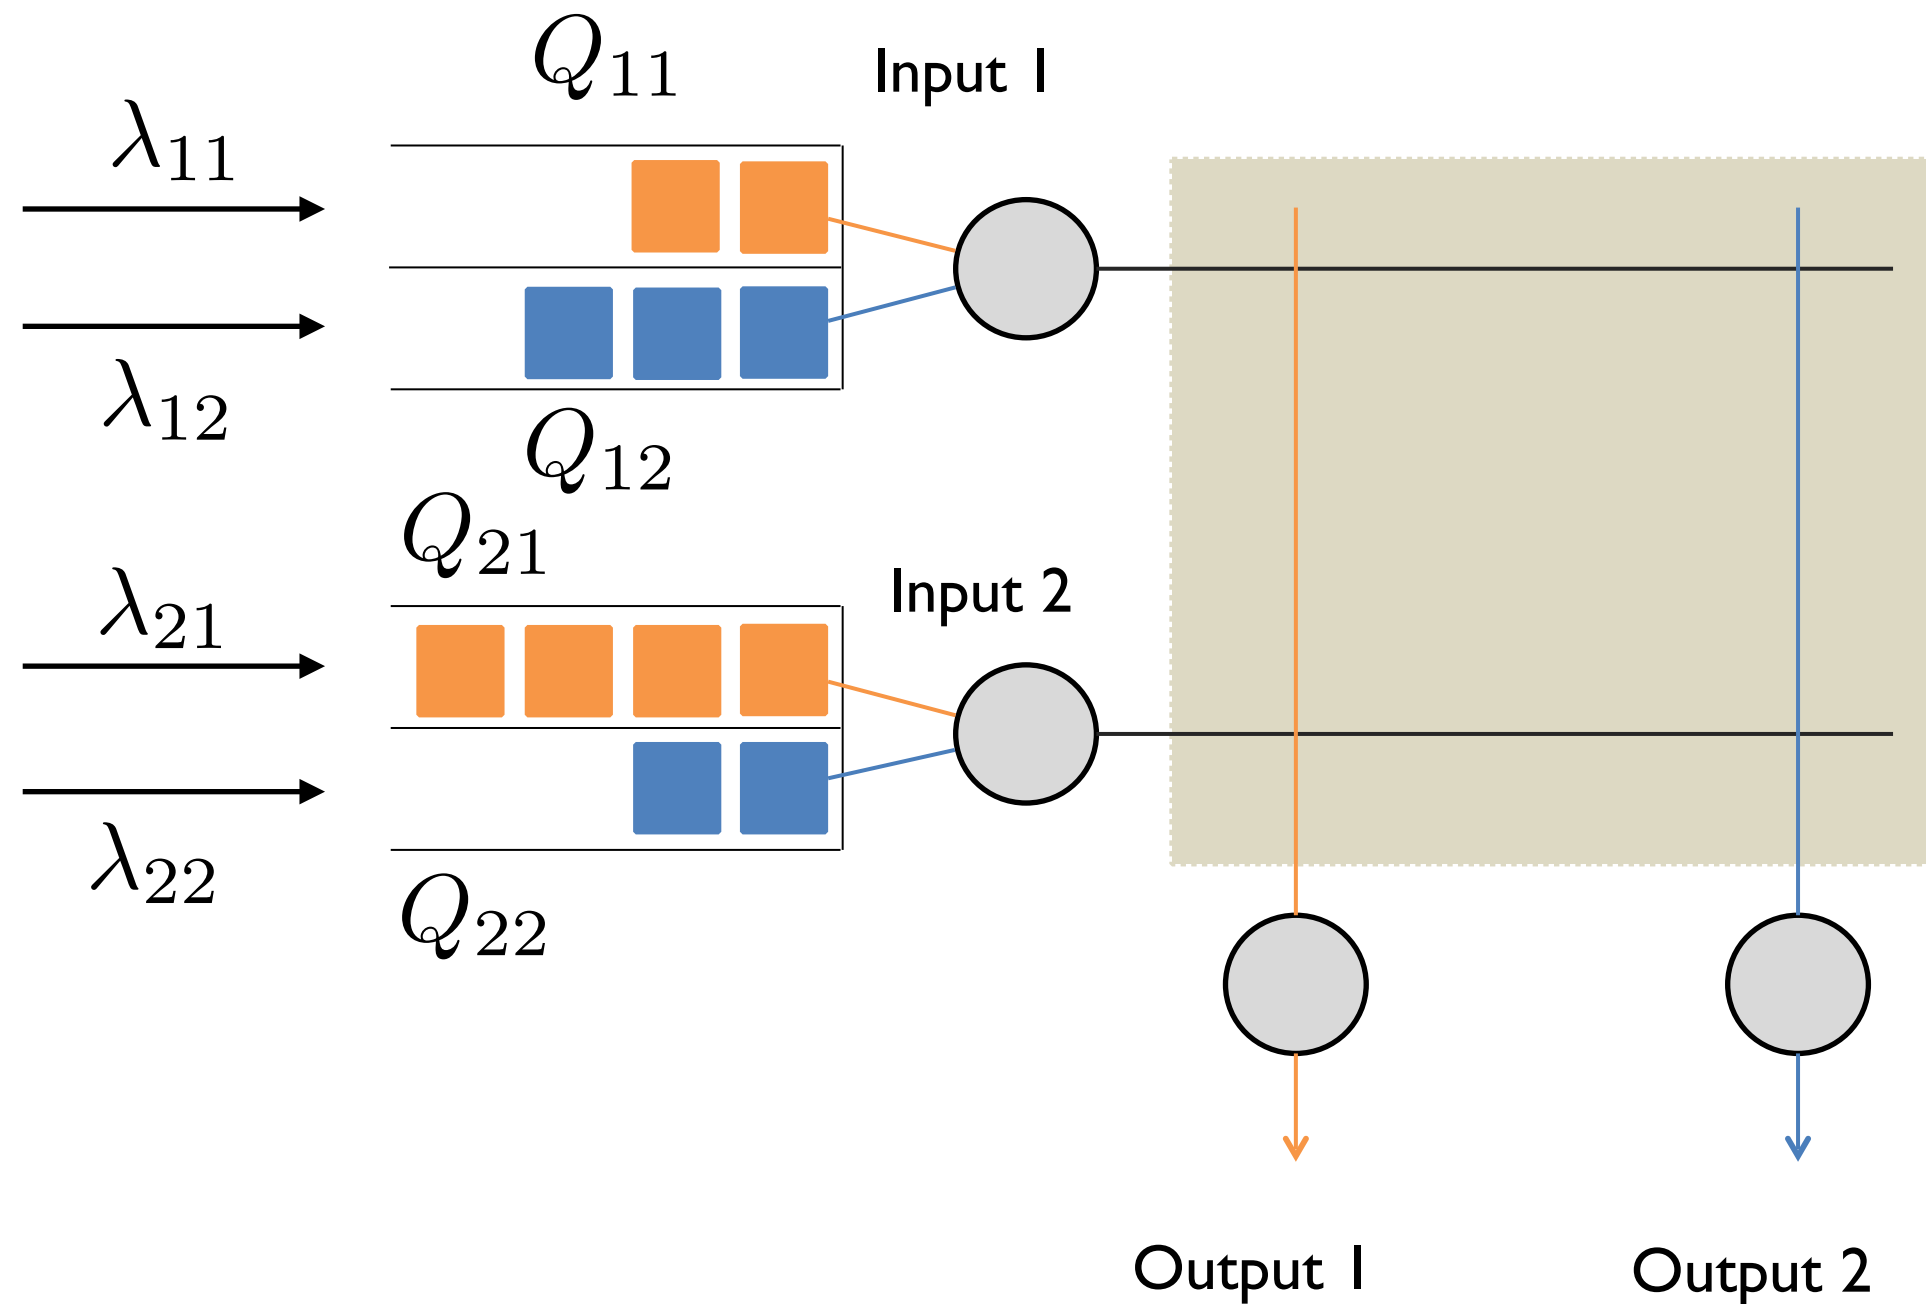 Q₁₁
Input 1
λ₁₁
λ₁₂
Q₁₂
Q₂₁
Input 2
λ₂₁
λ₂₂
Q₂₂
Output 1
Output 2